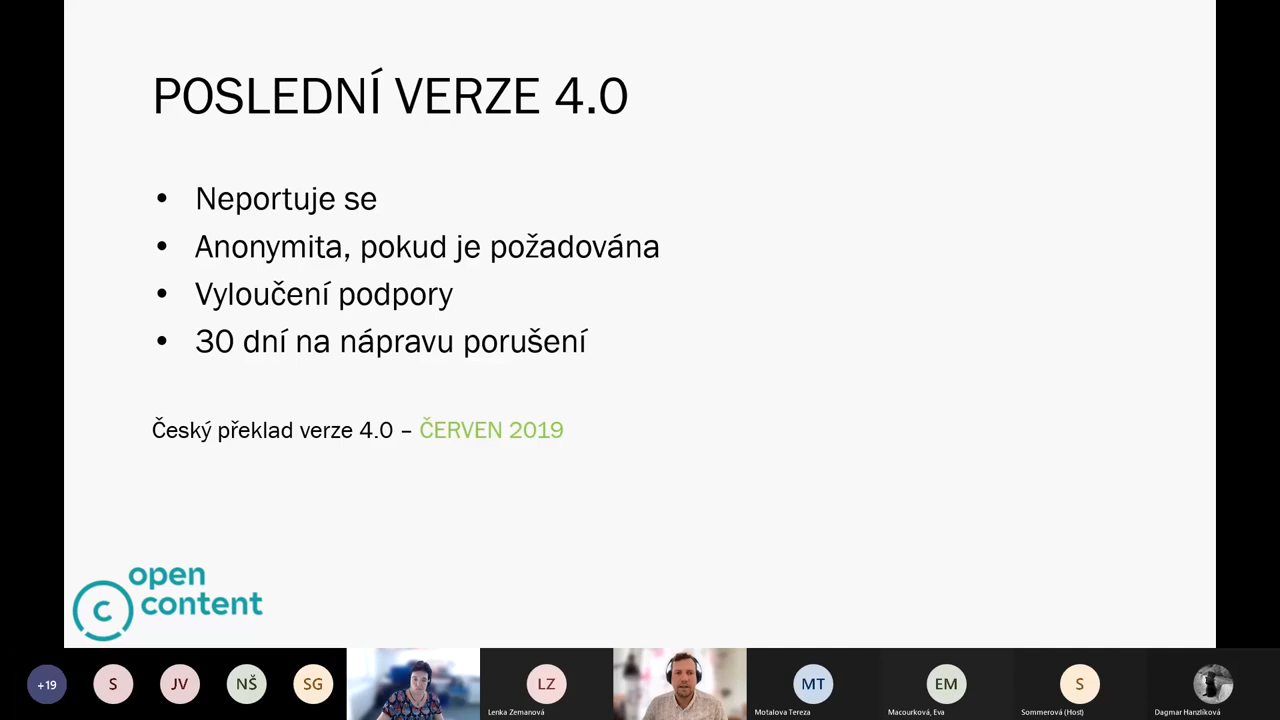 POSLEDNÍ VERZE 4.0
• Neportuje se
• Anonymita, pokud je požadována
• Vyloučení podpory
• 30 dní na nápravu porušení
Český překlad verze 4.0 – ČERVEN 2019
c open
content
+19
S
JV
NŠ
SG
LZ
Lenka Zemanová
MT
Motalova Tereza
EM
Macourková, Eva
S
Sommerová (Host)
Dagmar Hanzlíková